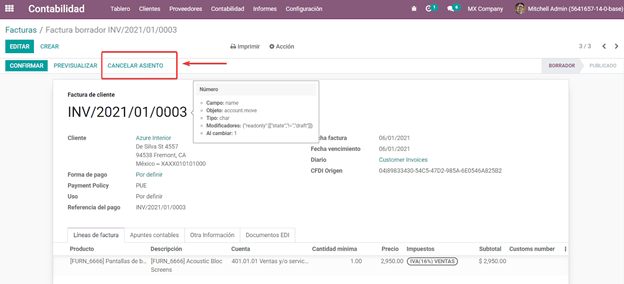 Contabilidad Tablero Clientes Proveedores Contabilidad Informes Configuración 1 6 MX Company Mitchell Admin (5641657-14-0-base)
Facturas / Factura borrador INV/2021/01/0003
EDITAR CREAR Imprimir Acción 3 / 3
CONFIRMAR PREVISUALIZAR CANCELAR ASIENTO BORRADOR PUBLICADO
Factura de cliente
INV/2021/01/0003
Número
Campo: name
Objeto: account.move
Tipo: char
Modificadores: {"readonly":[["state","!=","draft"]]}
Al cambiar: 1
Cliente Azure Interior
De Silva St 4557
94538 Fremont, CA
México – XAXX010101000
Forma de pago Por definir
Payment Policy PUE
Uso Por definir
Referencia del pago INV/2021/01/0003
ha factura 06/01/2021
Fecha vencimiento 06/01/2021
Diario Customer Invoices
CFDI Origen 04|89833430-54C5-47D2-985A-6E0546A825B2
Líneas de factura Apuntes contables Otra Información Documentos EDI
Producto Descripción Cuenta Cantidad mínima Precio Impuestos Subtotal Customs number
[FURN_6666] Pantallas de b... [FURN_6666] Acoustic Bloc 401.01.01 Ventas y/o servic... 1.00 2,950.00 IVA(16%) VENTAS $ 2,950.00
Screens